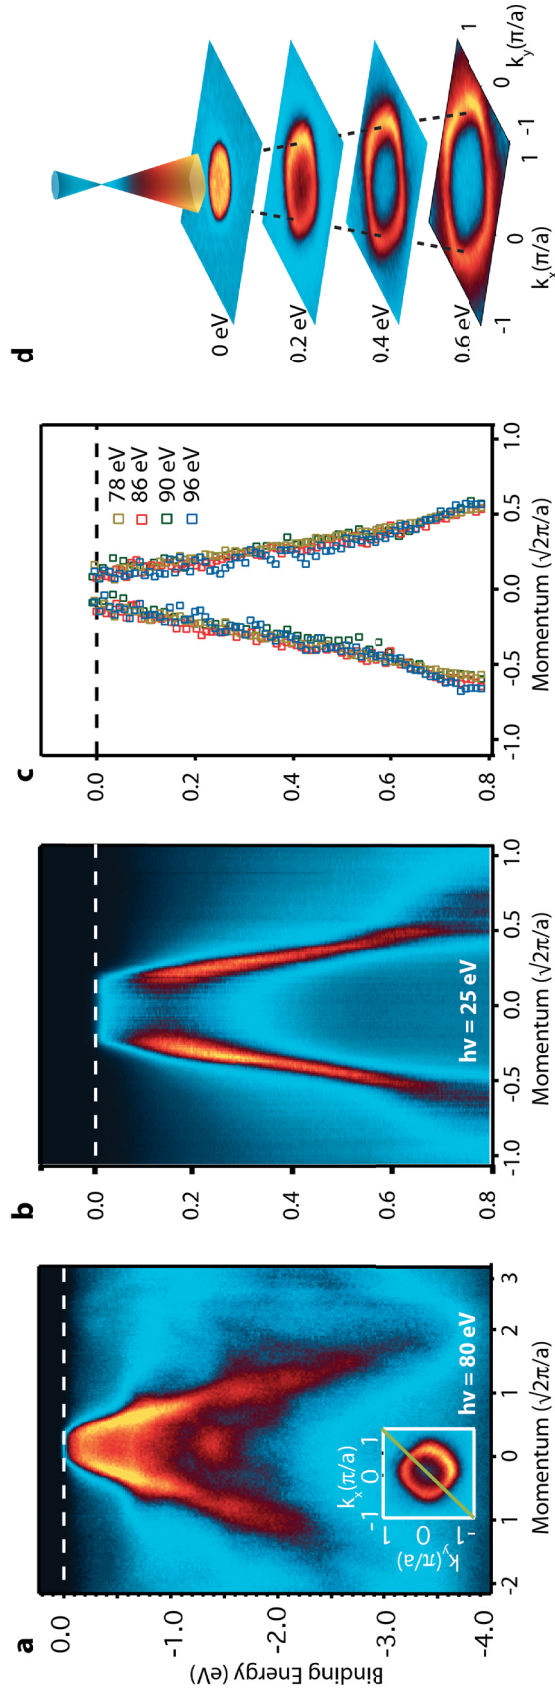 a
Binding Energy (eV)
0.0
-1.0
-2.0
-3.0
-4.0
-2
1
0
1
2
3
Momentum (√2π/a)
hν = 80 eV
kx(π/a)
-1
0
1
ky(π/a)
1
0
-1
b
0.0
0.2
0.4
0.6
0.8
-1.0
-0.5
0.0
0.5
1.0
Momentum (√2π/a)
hν = 25 eV
c
0.0
0.2
0.4
0.6
0.8
-1.0
-0.5
0.0
0.5
1.0
Momentum (√2π/a)
78 eV
86 eV
90 eV
96 eV
d
0 eV
0.2 eV
0.4 eV
0.6 eV
-1
0
1
kx(π/a)
-1
0
1
ky(π/a)